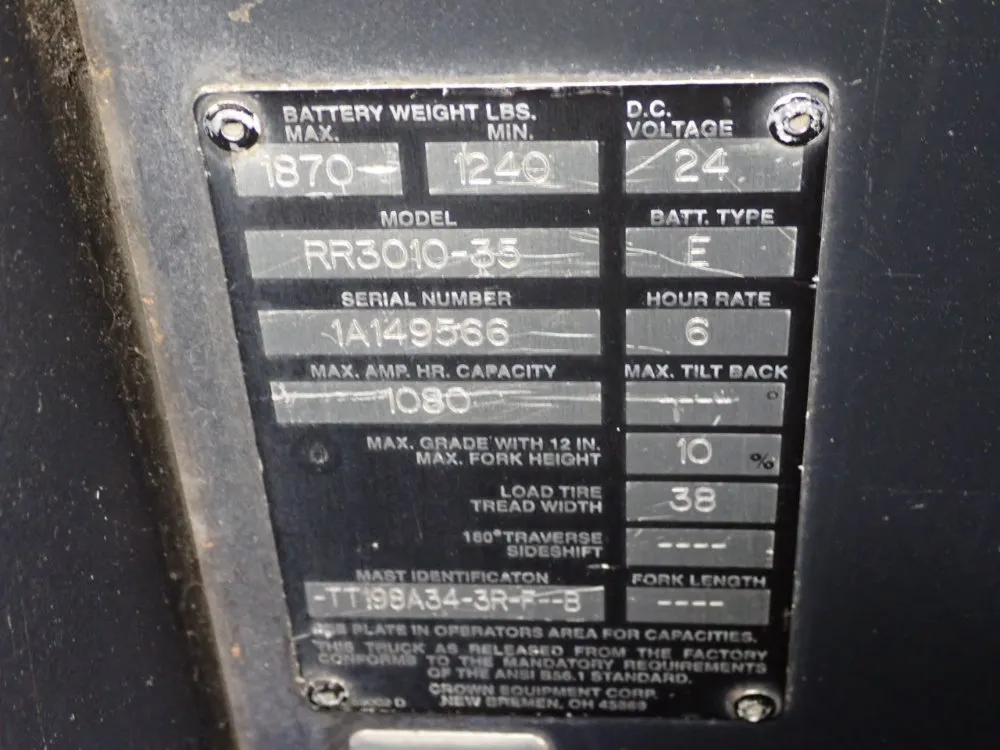 BATTERY WEIGHT LBS.
MAX. MIN.
D.C.
VOLTAGE
1870- 1240 24
MODEL BATT. TYPE
RR3010-35 E
SERIAL NUMBER HOUR RATE
1A149566 6
MAX. AMP. HR. CAPACITY MAX. TILT BACK
1080 --- °
MAX. GRADE WITH 12 IN.
MAX. FORK HEIGHT
10 %
LOAD TIRE
TREAD WIDTH
38
180° TRAVERSE
SIDESHIFT
----
MAST IDENTIFICATON FORK LENGTH
-TT198A34-3R-F--B ----
PLATE IN OPERATORS AREA FOR CAPACITIES.
THIS TRUCK AS RELEASED FROM THE FACTORY
CONFORMS TO THE MANDATORY REQUIREMENTS
OF THE ANSI B56.1 STANDARD.
CROWN EQUIPMENT CORP.
NEW BREMEN, OH 45869